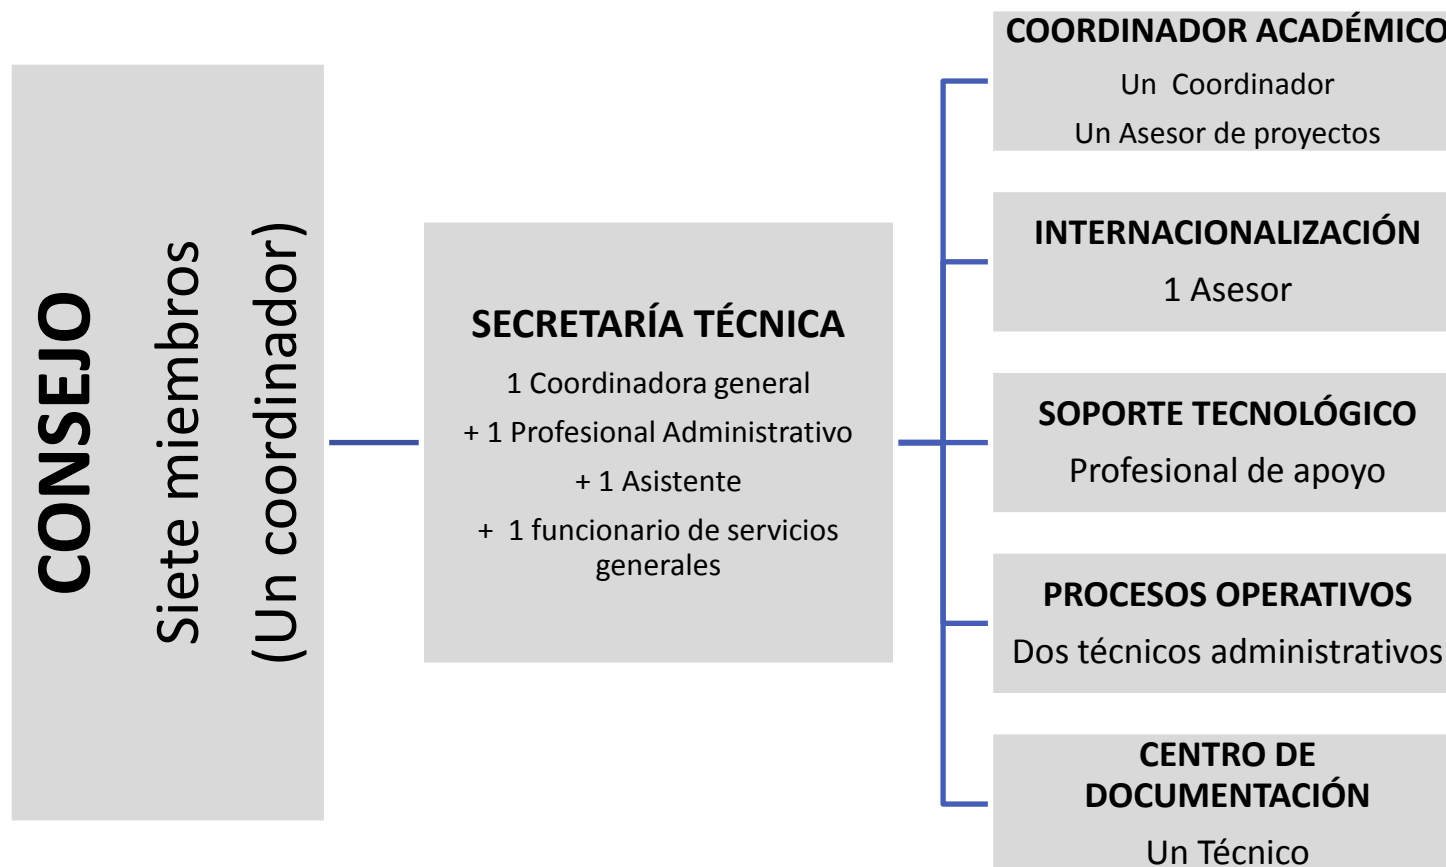 CONSEJO
Siete miembros
(Un coordinador)
SECRETARÍA TÉCNICA
1 Coordinadora general
+ 1 Profesional Administrativo
+ 1 Asistente
+ 1 funcionario de servicios
generales
COORDINADOR ACADÉMICO
Un Coordinador
Un Asesor de proyectos
INTERNACIONALIZACIÓN
1 Asesor
SOPORTE TECNOLÓGICO
Profesional de apoyo
PROCESOS OPERATIVOS
Dos técnicos administrativos
CENTRO DE
DOCUMENTACIÓN
Un Técnico